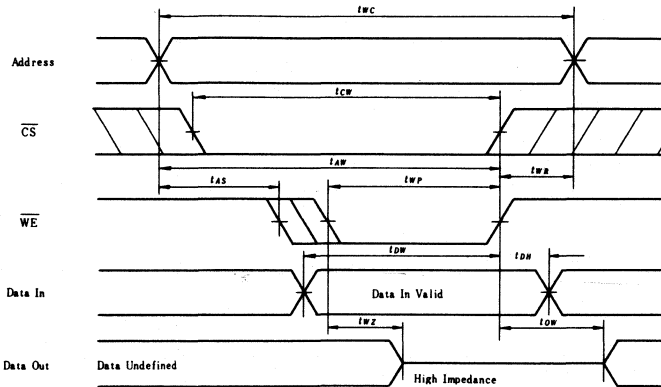 tWC
Address
tCW
CS
tAW
tWR
tAS
tWP
WE
tDW
tDH
Data In
Data In Valid
tWZ
tOW
Data Out
Data Undefined
High Impedance